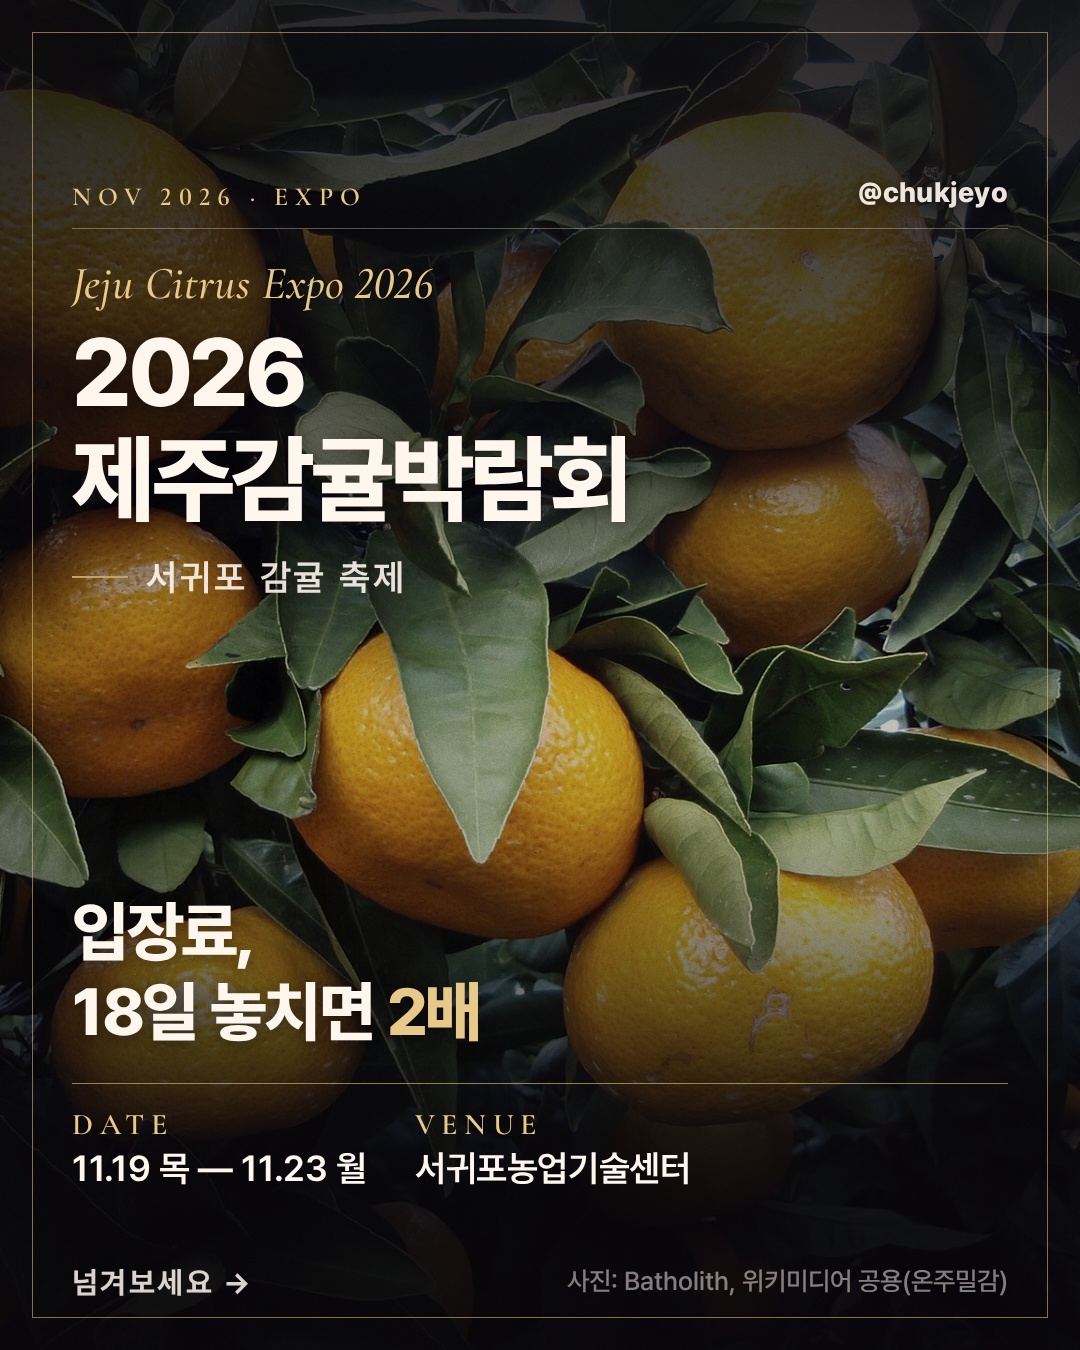 NOV 2026 · EXPO
@chukjeyo
Jeju Citrus Expo 2026
2026
제주감귤박람회
서귀포 감귤 축제
입장료,
18일 놓치면 2배
DATE
11.19 목 — 11.23 월
VENUE
서귀포농업기술센터
넘겨보세요 →
사진: Batholith, 위키미디어 공용(온주밀감)